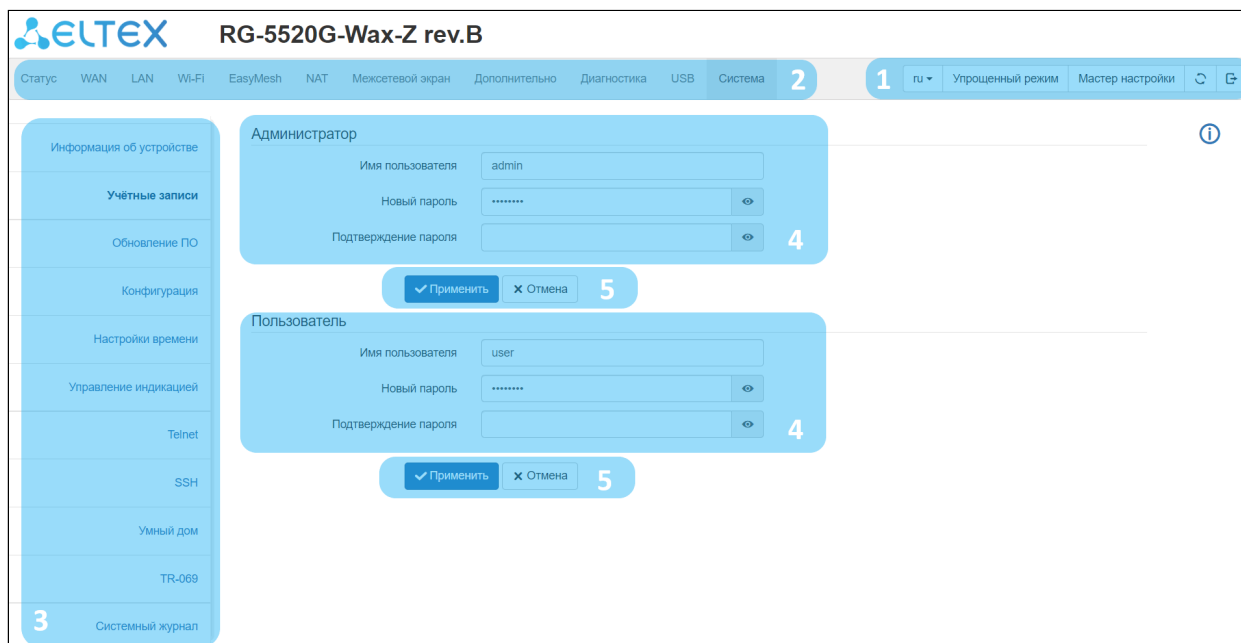 ELTEX RG-5520G-Wax-Z rev.B
Статус WAN LAN Wi-Fi EasyMesh NAT Межсетевой экран Дополнительно Диагностика USB Система 2 1 ru Упрощенный режим Мастер настройки
Информация об устройстве
Учётные записи
Обновление ПО
Конфигурация
Настройки времени
Управление индикацией
Telnet
SSH
Умный дом
TR-069
3
Системный журнал
Администратор
Имя пользователя admin
Новый пароль ••••••••
Подтверждение пароля
4
Применить Отмена 5
Пользователь
Имя пользователя user
Новый пароль ••••••••
Подтверждение пароля 4
Применить Отмена 5